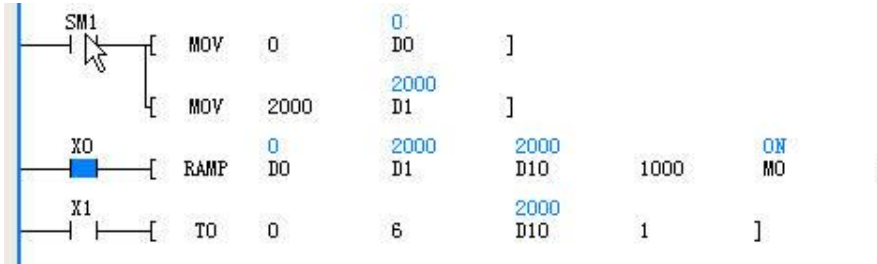 SM1 0
[ MOV 0 D0 ]
2000
[ MOV 2000 D1 ]
X0 0 2000 2000 ON
[ RAMP D0 D1 D10 1000 M0
X1 2000
[ TO 0 6 D10 1 ]